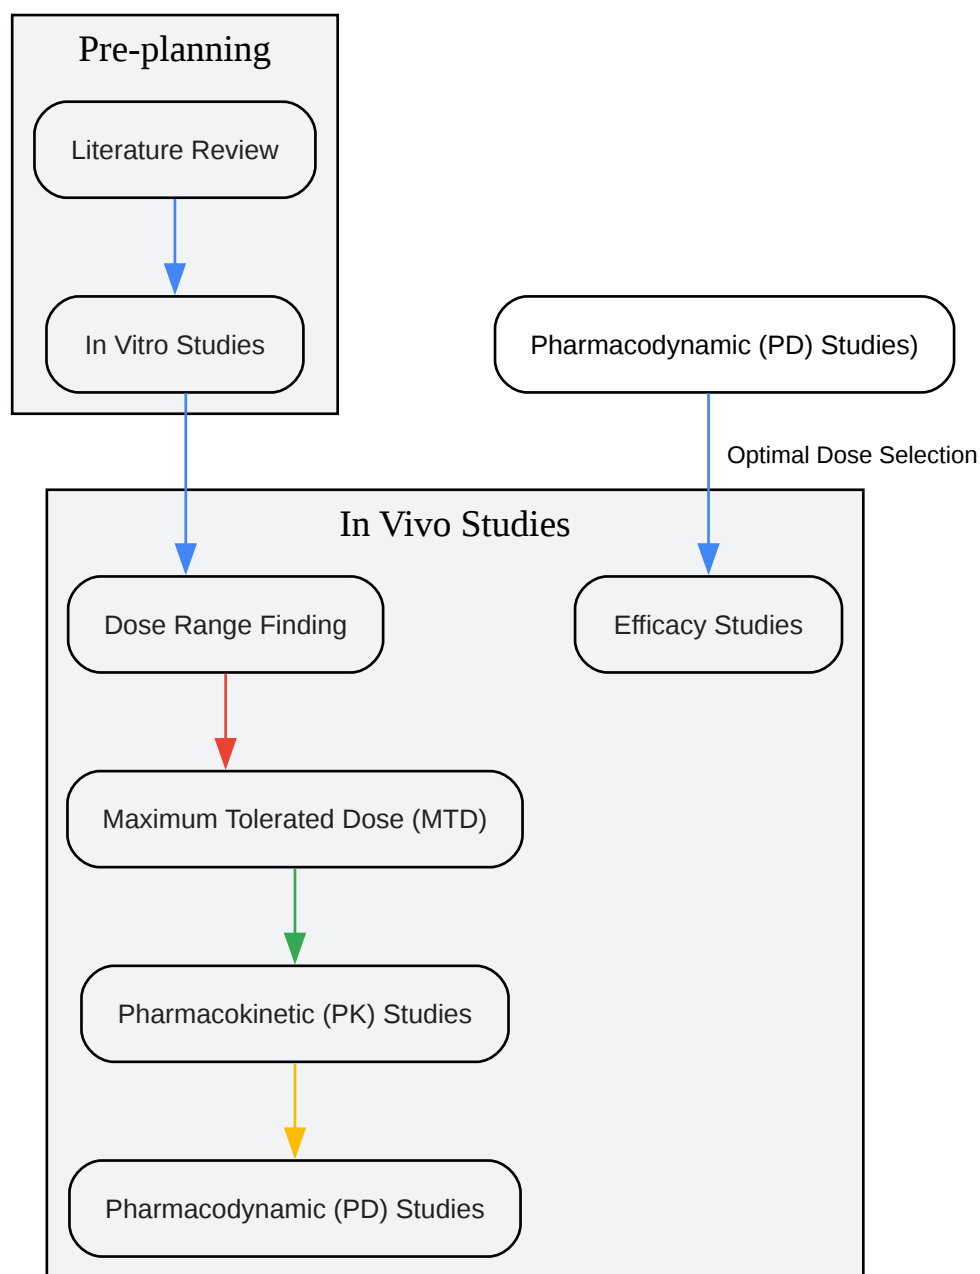 Pre-planning
Literature Review
In Vitro Studies
Pharmacodynamic (PD) Studies)
Optimal Dose Selection
In Vivo Studies
Dose Range Finding
Efficacy Studies
Maximum Tolerated Dose (MTD)
Pharmacokinetic (PK) Studies
Pharmacodynamic (PD) Studies